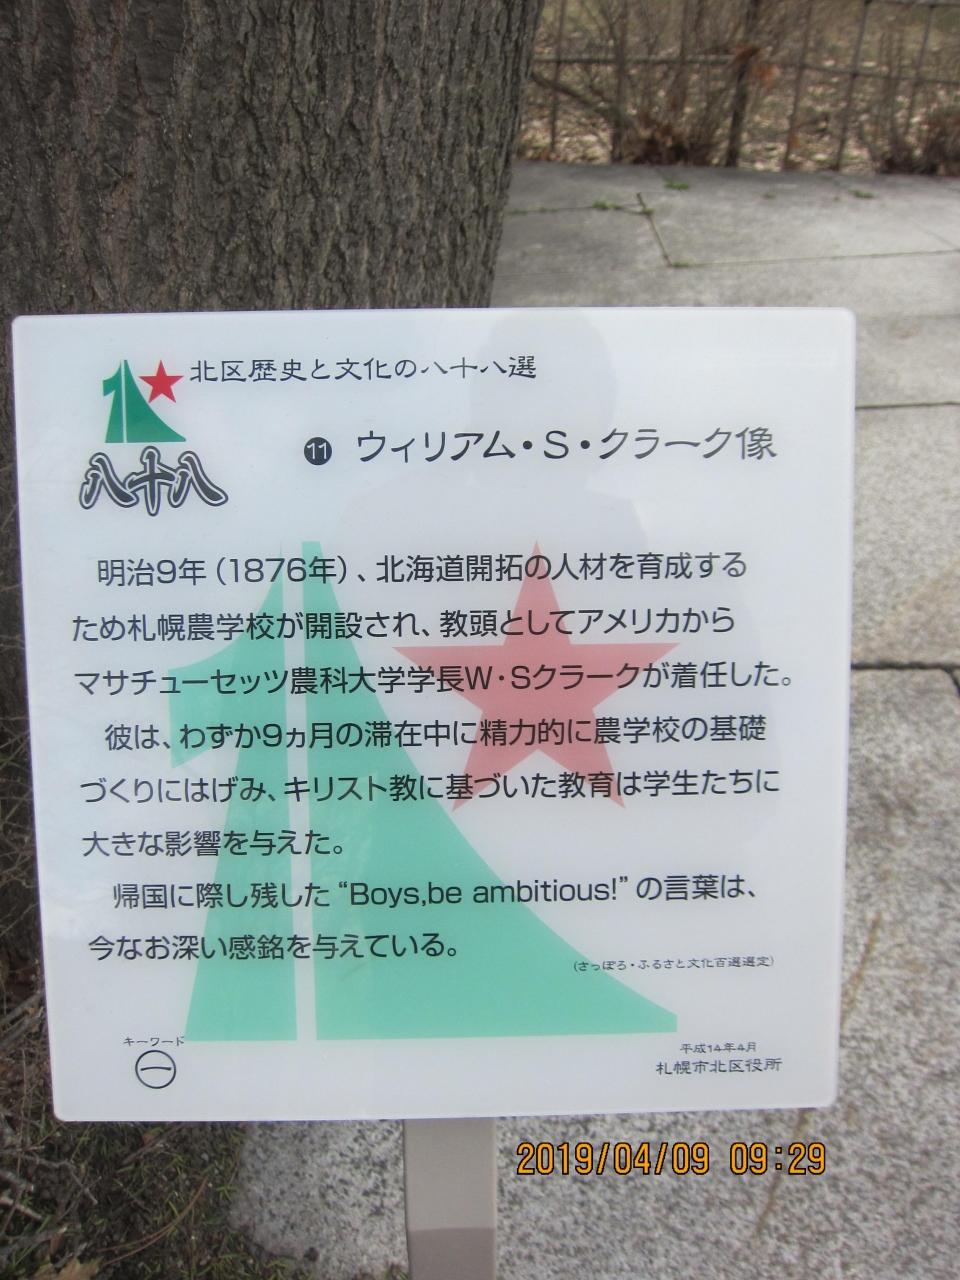 北区歴史と文化の八十八選
八十八
11 ウィリアム・S・クラーク像
明治9年(1876年)、北海道開拓の人材を育成する
ため札幌農学校が開設され、教頭としてアメリカから
マサチューセッツ農科大学学長W・Sクラークが着任した。
彼は、わずか9ヵ月の滞在中に精力的に農学校の基礎
づくりにはげみ、キリスト教に基づいた教育は学生たちに
大きな影響を与えた。
帰国に際し残した“Boys,be ambitious!”の言葉は、
今なお深い感銘を与えている。
(さっぽろ・ふるさと文化百選選定)
キーワード
一
平成14年4月
札幌市北区役所
2019/04/09 09:29